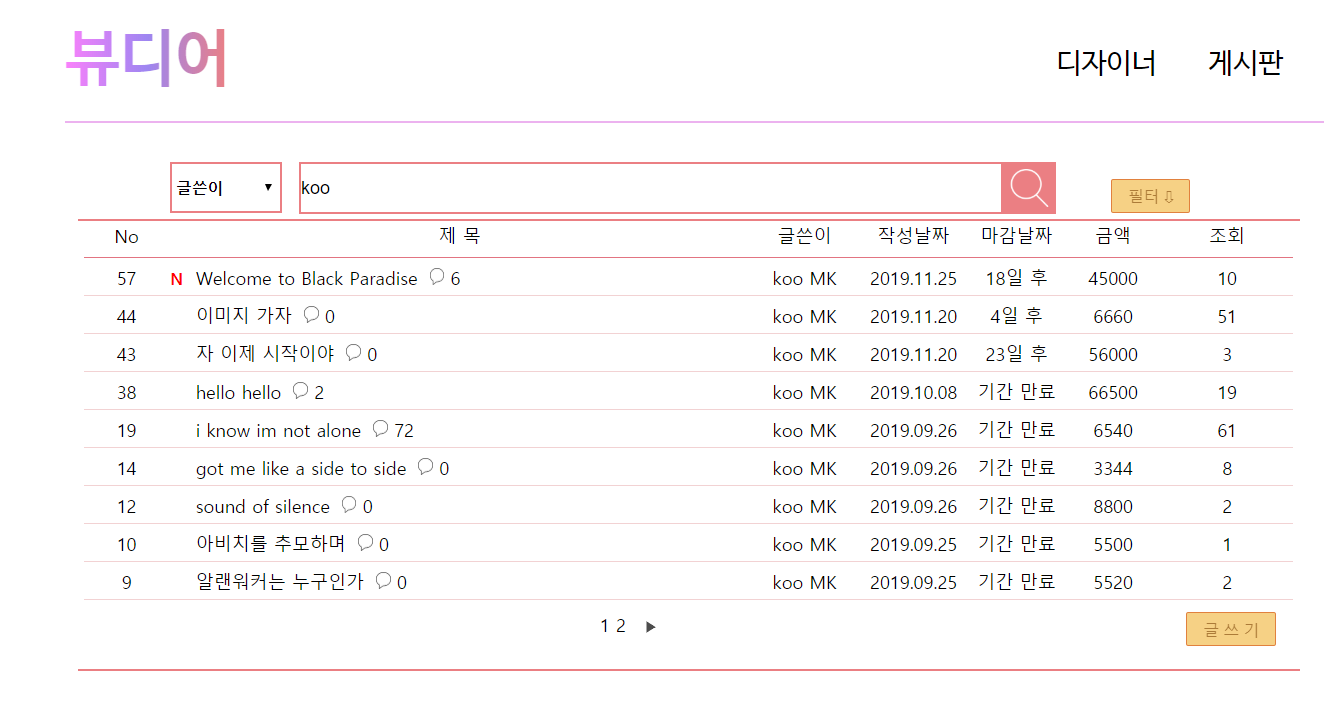 뷰디어
디자이너 게시판
글쓴이 ▼ koo 필터 ⇩
No 제 목 글쓴이 작성날짜 마감날짜 금액 조회
57 N Welcome to Black Paradise 6 koo MK 2019.11.25 18일 후 45000 10
44 이미지 가자 0 koo MK 2019.11.20 4일 후 6660 51
43 자 이제 시작이야 0 koo MK 2019.11.20 23일 후 56000 3
38 hello hello 2 koo MK 2019.10.08 기간 만료 66500 19
19 i know im not alone 72 koo MK 2019.09.26 기간 만료 6540 61
14 got me like a side to side 0 koo MK 2019.09.26 기간 만료 3344 8
12 sound of silence 0 koo MK 2019.09.26 기간 만료 8800 2
10 아비치를 추모하며 0 koo MK 2019.09.25 기간 만료 5500 1
9 알랜워커는 누구인가 0 koo MK 2019.09.25 기간 만료 5520 2
1 2 ▶ 글 쓰 기